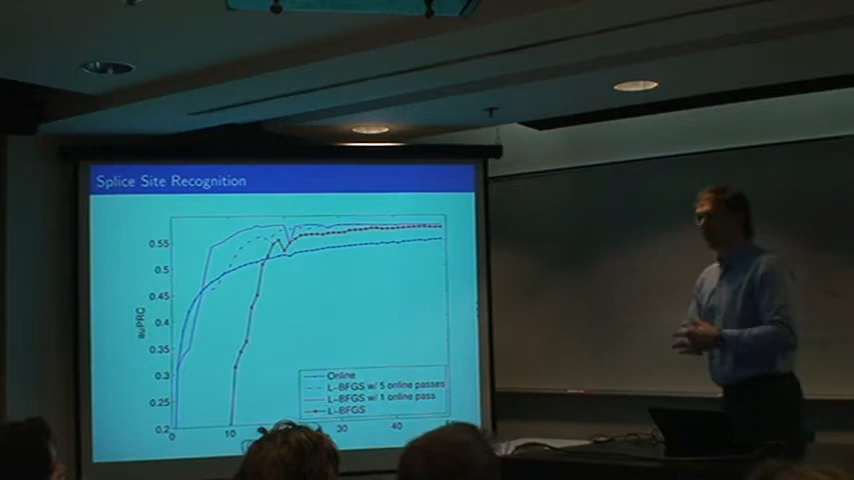 Splice Site Recognition
0.55
0.5
0.45
0.4
0.35
0.3
0.25
0.2
auPRC
Online
L-BFGS w/ 5 online passes
L-BFGS w/ 1 online pass
L-BFGS
0
10
30
40